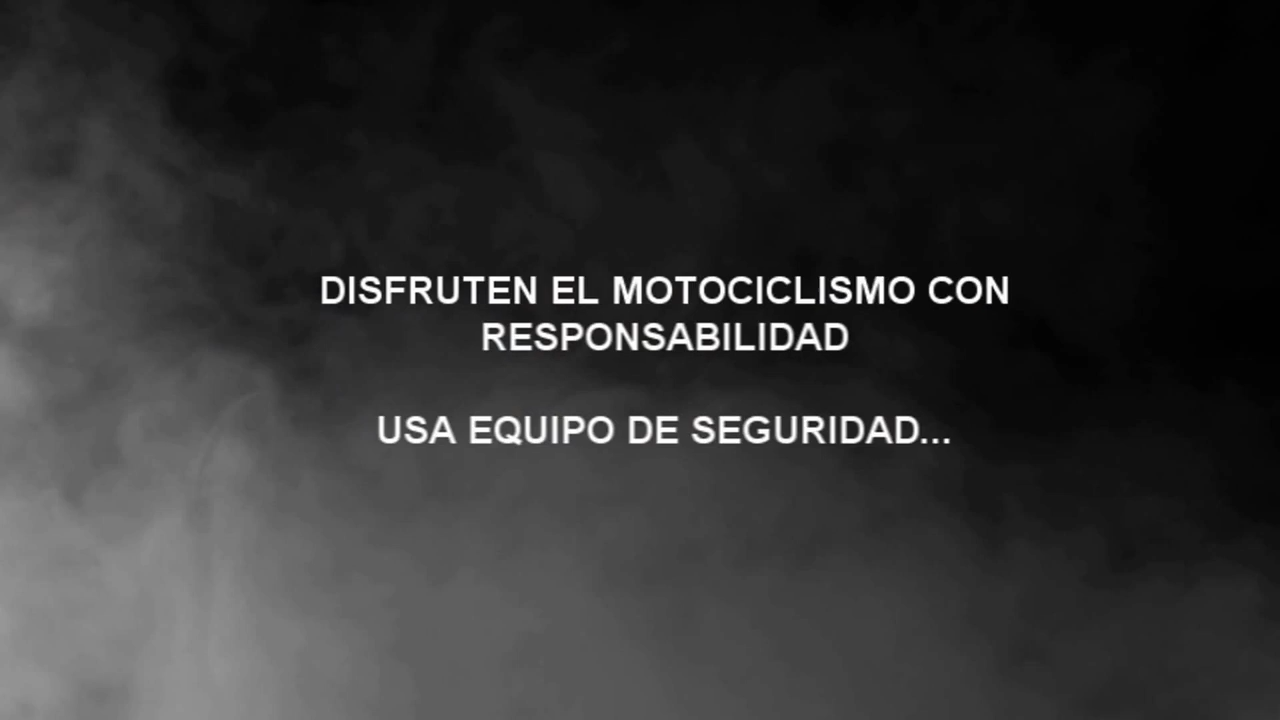 DISFRUTEN EL MOTOCICLISMO CON
RESPONSABILIDAD
USA EQUIPO DE SEGURIDAD...